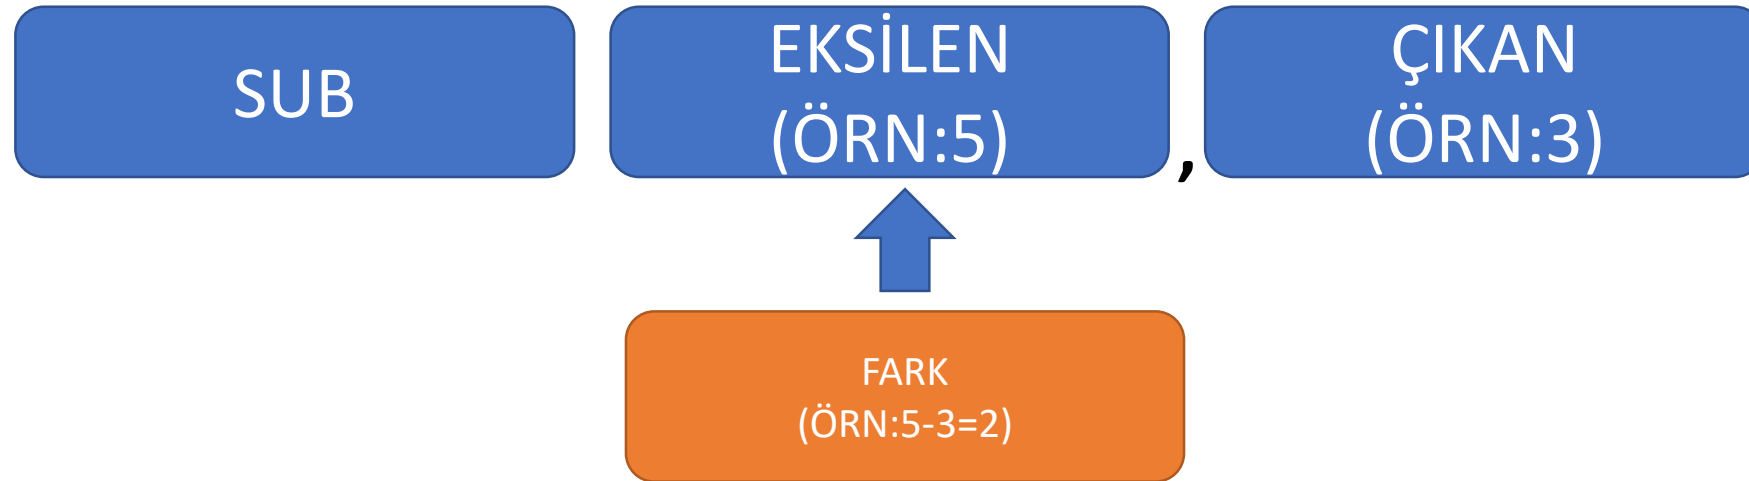 SUB
EKSİLEN
(ÖRN:5)
,
ÇIKAN
(ÖRN:3)
FARK
(ÖRN:5-3=2)